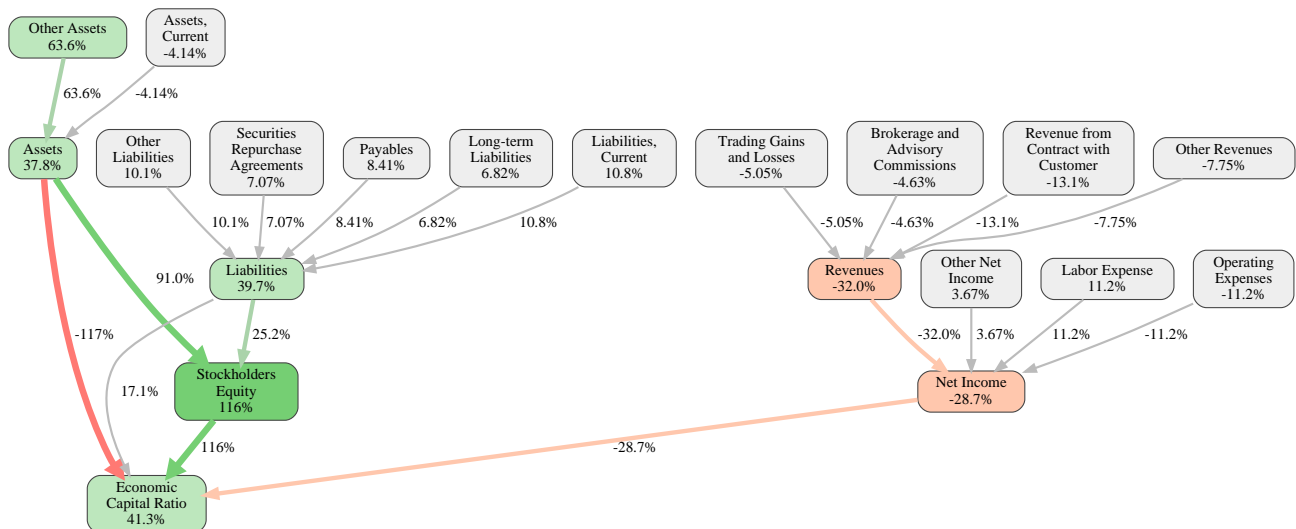 Other Assets
63.6%
Assets,
Current
-4.14%
63.6%
-4.14%
Assets
37.8%
Other
Liabilities
10.1%
Securities
Repurchase
Agreements
7.07%
Payables
8.41%
Long-term
Liabilities
6.82%
Liabilities,
Current
10.8%
Trading Gains
and Losses
-5.05%
Brokerage and
Advisory
Commissions
-4.63%
Revenue from
Contract with
Customer
-13.1%
Other Revenues
-7.75%
10.1%
7.07%
8.41%
6.82%
10.8%
-5.05%
-4.63%
-13.1%
-7.75%
91.0%
Liabilities
39.7%
Revenues
-32.0%
Other Net
Income
3.67%
Labor Expense
11.2%
Operating
Expenses
-11.2%
-117%
25.2%
-32.0%
3.67%
11.2%
-11.2%
17.1%
Stockholders
Equity
116%
Net Income
-28.7%
116%
-28.7%
Economic
Capital Ratio
41.3%